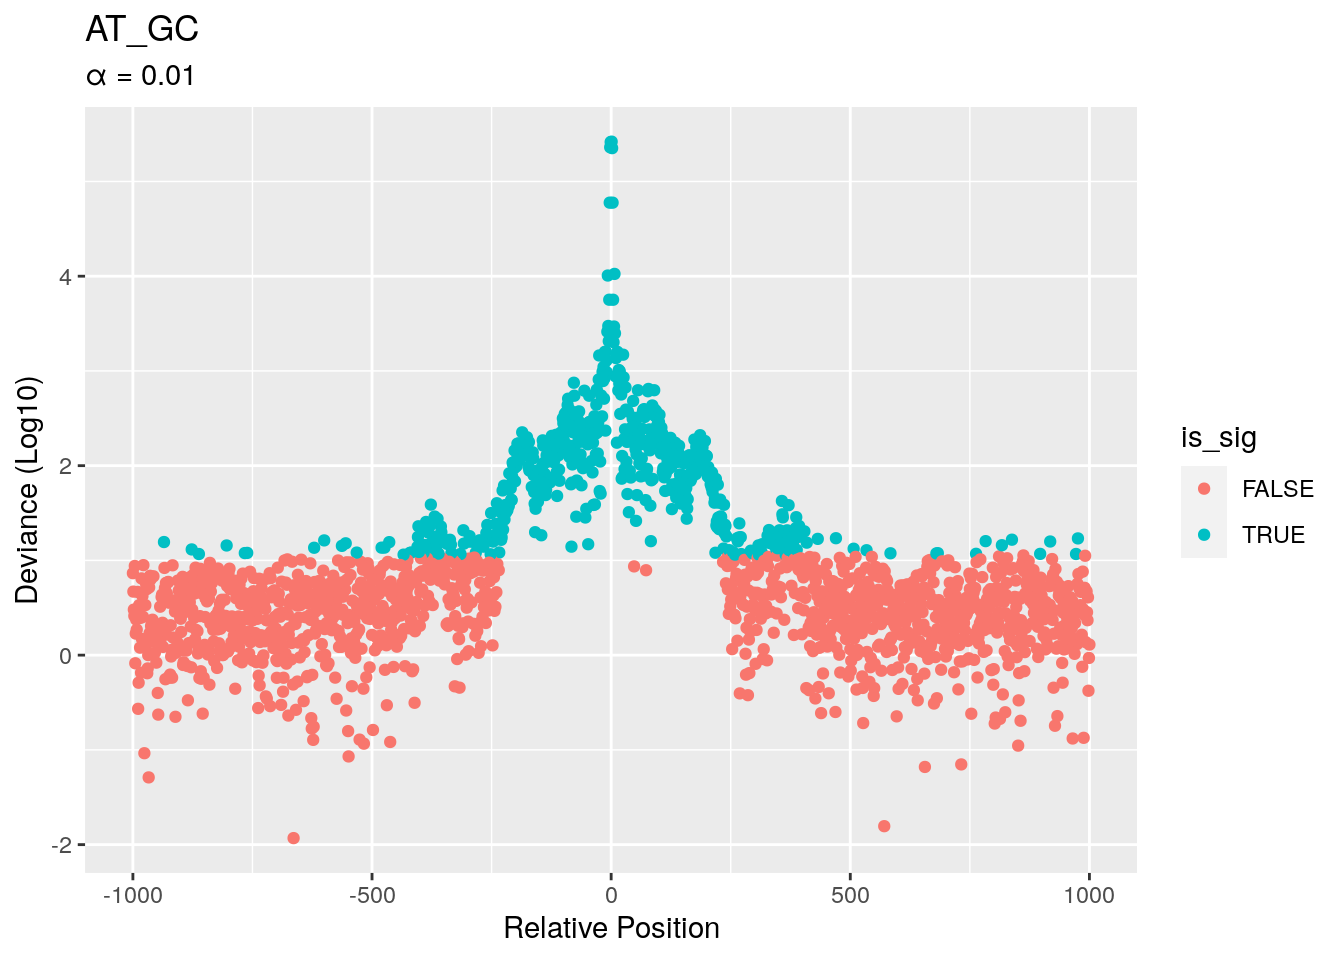 AT_GC
α = 0.01
Deviance (Log10)
4
2
0
-2
-1000
-500
0
500
1000
Relative Position
is_sig
FALSE
TRUE